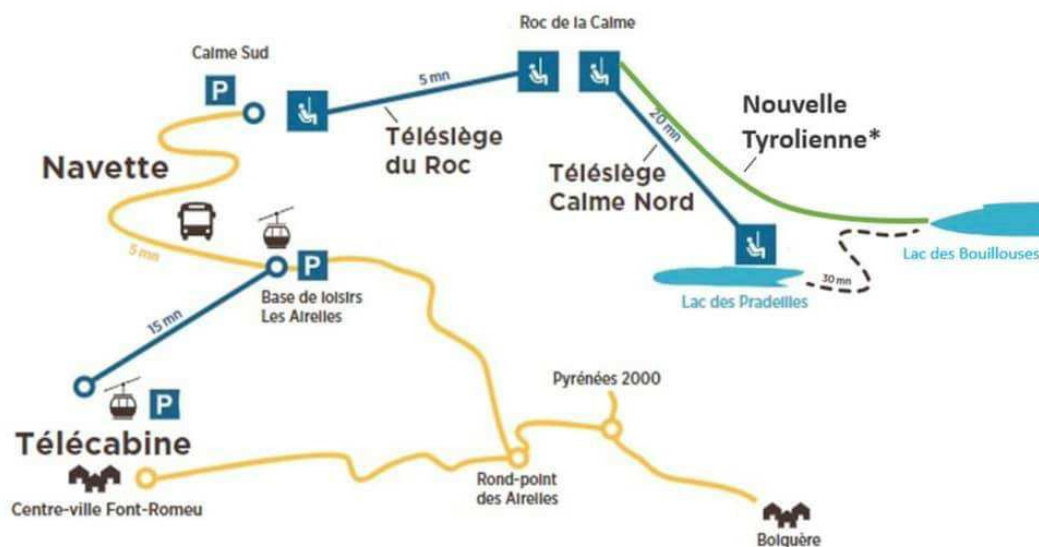 Roc de la Calme
Calme Sud
P
5 mn
20 mn
Nouvelle
Tyrolienne*
Télésiège
du Roc
Navette
Télésiège
Calme Nord
5 mn
P
Base de loisirs
Les Airelles
Lac des Bouillouses
30 mn
Lac des Pradeilles
15 mn
Pyrénées 2000
P
Télécabine
Centre-ville Font-Romeu
Rond-point
des Airelles
Bolquère